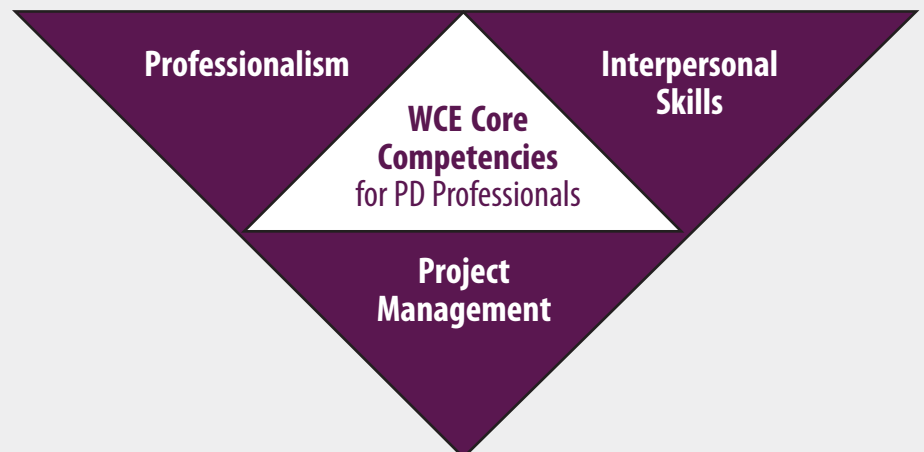 Professionalism
Interpersonal
Skills
WCE Core
Competencies
for PD Professionals
Project
Management